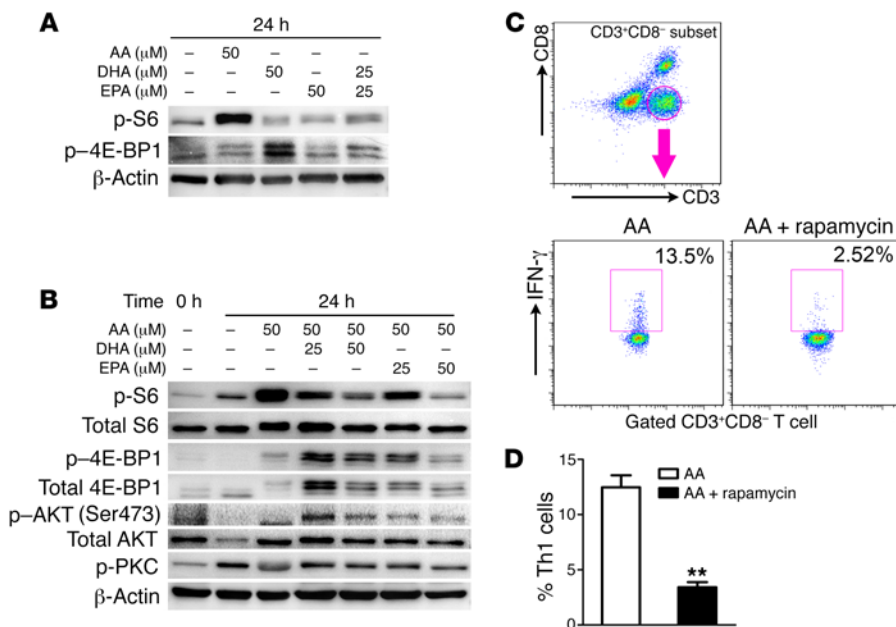 A
24 h
AA (μM) – 50 – – –
DHA (μM) – – 50 – 25
EPA (μM) – – – 50 25
p-S6
p–4E-BP1
β-Actin
B
Time 0 h 24 h
AA (μM) – – 50 50 50 50 50
DHA (μM) – – – 25 50 – –
EPA (μM) – – – – – 25 50
p-S6
Total S6
p–4E-BP1
Total 4E-BP1
p–AKT (Ser473)
Total AKT
p-PKC
β-Actin
C
CD8
CD3⁺CD8⁻ subset
CD3
AA AA + rapamycin
IFN-γ
13.5% 2.52%
Gated CD3⁺CD8⁻ T cell
D
% Th1 cells
15
10
5
0
AA
AA + rapamycin
**